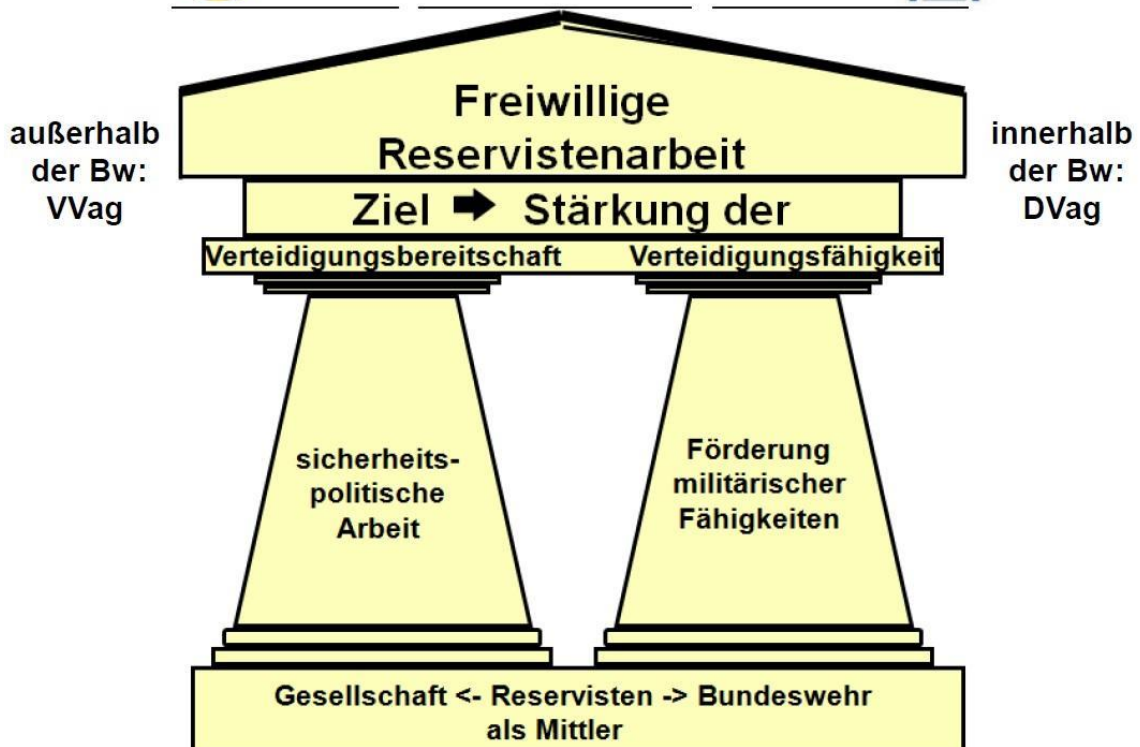 Freiwillige
Reservistenarbeit
außerhalb
der Bw:
VVag
innerhalb
der Bw:
DVag
Ziel ➡ Stärkung der
Verteidigungsbereitschaft Verteidigungsfähigkeit
sicherheits-
politische
Arbeit
Förderung
militärischer
Fähigkeiten
Gesellschaft <- Reservisten -> Bundeswehr
als Mittler